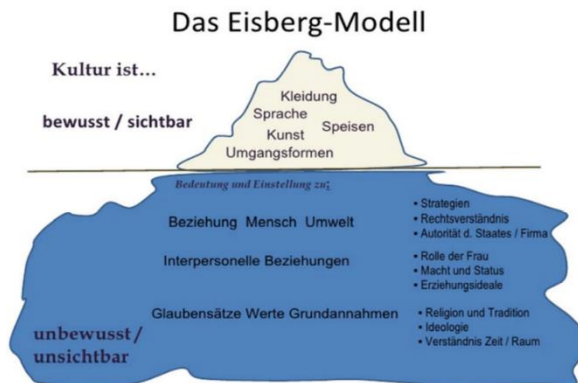 Das Eisberg-Modell
Kultur ist...
bewusst / sichtbar
Kleidung
Sprache
Speisen
Kunst
Umgangsformen
Bedeutung und Einstellung zu:
Beziehung Mensch Umwelt
▪ Strategien
▪ Rechtsverständnis
▪ Autorität d. Staates / Firma
Interpersonelle Beziehungen
▪ Rolle der Frau
▪ Macht und Status
▪ Erziehungsideale
Glaubensätze Werte Grundannahmen
▪ Religion und Tradition
▪ Ideologie
▪ Verständnis Zeit / Raum
unbewusst /
unsichtbar